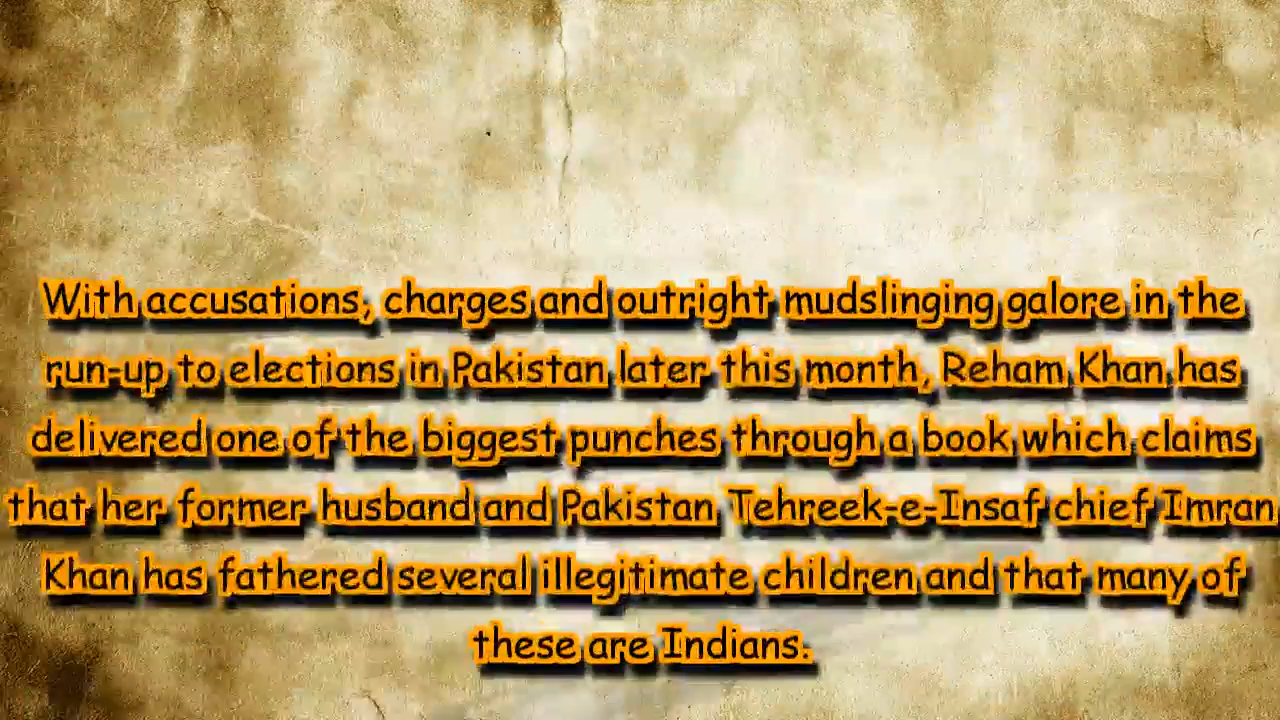 With accusations, charges and outright mudslinging galore in the
run-up to elections in Pakistan later this month, Reham Khan has
delivered one of the biggest punches through a book which claims
that her former husband and Pakistan Tehreek-e-Insaf chief Imran
Khan has fathered several illegitimate children and that many of
these are Indians.